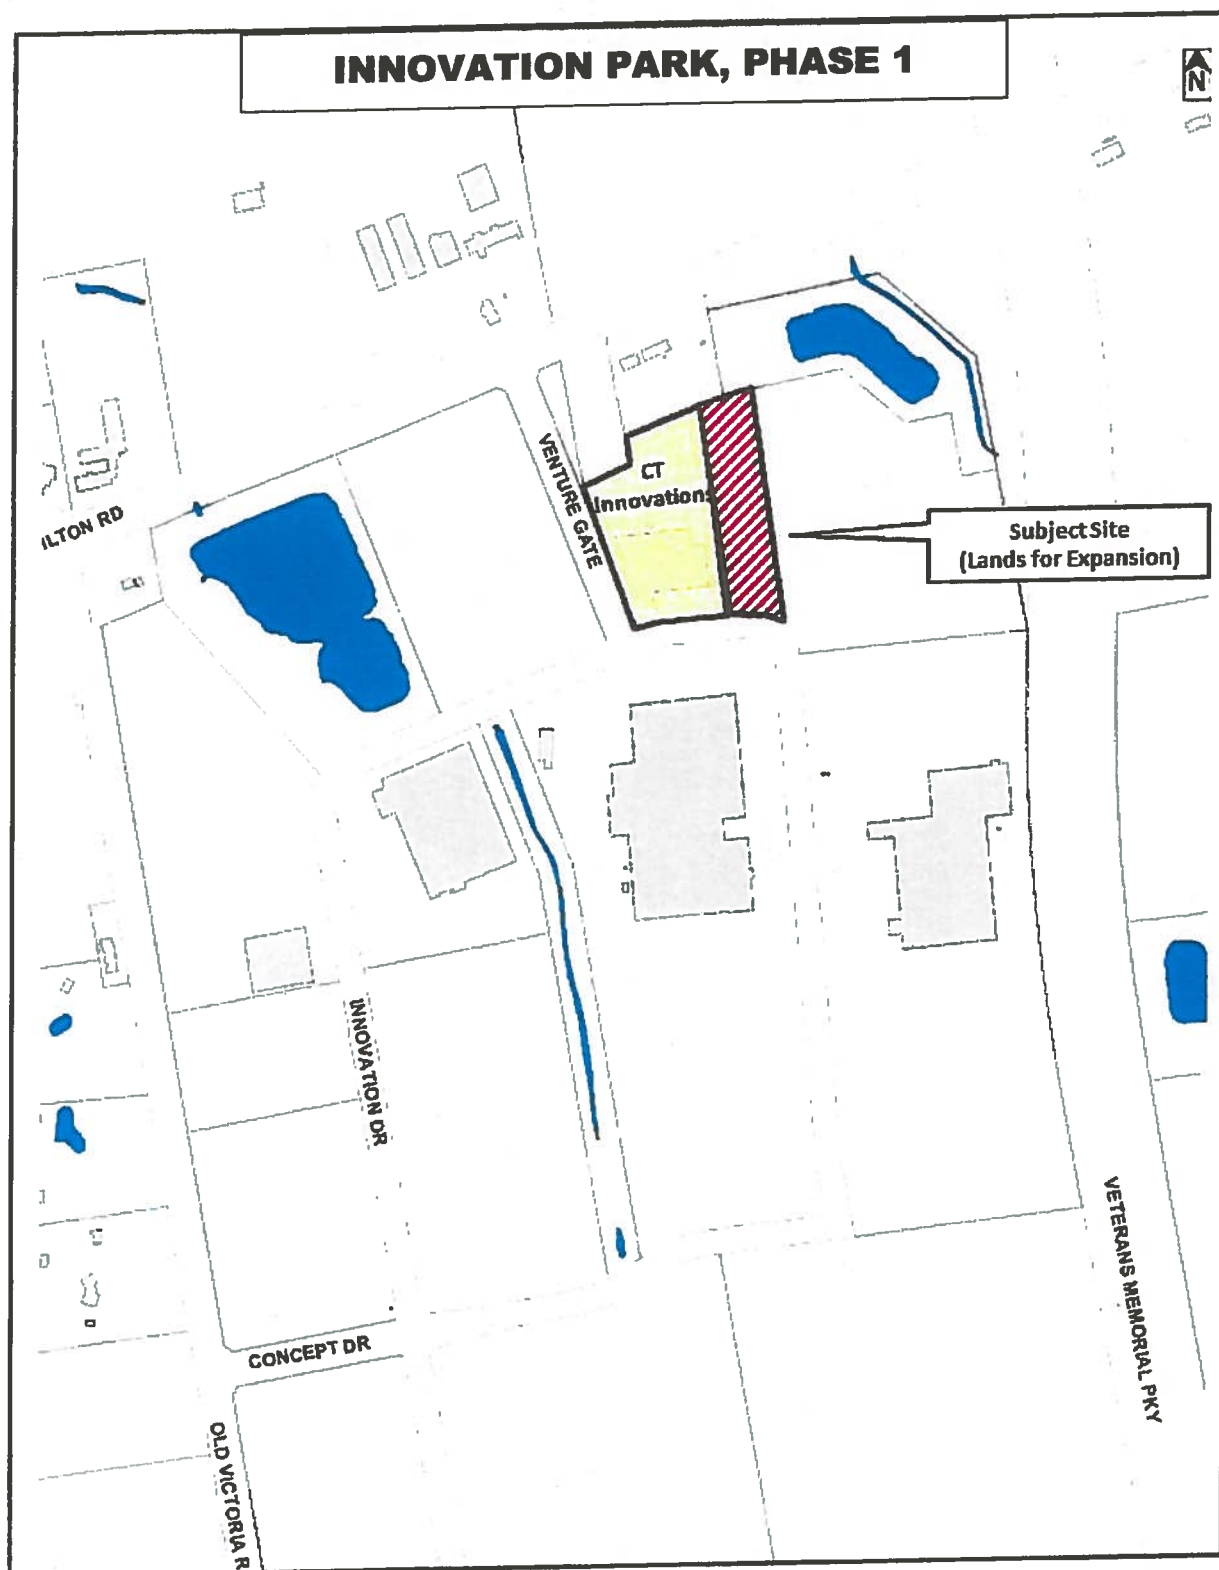 INNOVATION PARK, PHASE 1
N
VENTURE GATE
CT
Innovations
ILTON RD
Subject Site
(Lands for Expansion)
INNOVATION DR
VETERANS MEMORIAL PKY
CONCEPT DR
OLD VICTORIA R